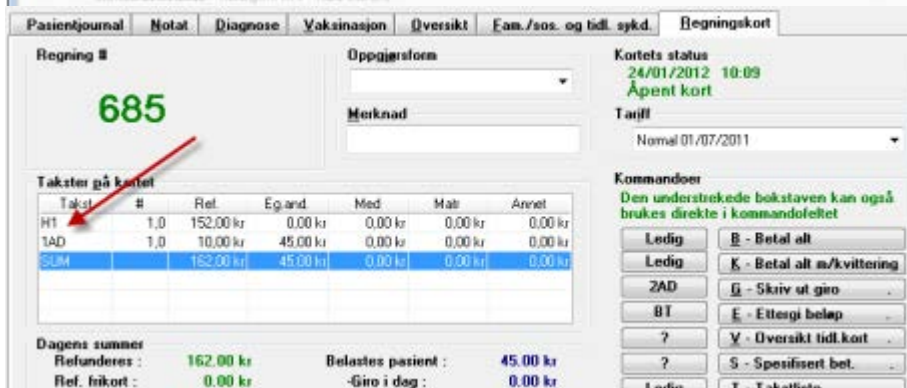 Pasientjournal Notat Diagnose Vaksinasjon Oversikt Fam./sos. og tidl. sykd. Regningskort
Regning # Oppgjørsform Kortets status
24/01/2012 10:09
Åpent kort
685
Merknad Tariff
Normal 01/07/2011
Takster på kortet Kommandoer
Den understrekede bokstaven kan også
brukes direkte i kommandofeltet
Takst # Ref. Eg.and. Med Matr Annet
H1 1,0 152,00 kr 0,00 kr 0,00 kr 0,00 kr 0,00 kr
1AD 1,0 10,00 kr 45,00 kr 0,00 kr 0,00 kr 0,00 kr
SUM 162,00 kr 45,00 kr 0,00 kr 0,00 kr 0,00 kr
Ledig B - Betal alt
Ledig K - Betal alt m/kvittering
2AD G - Skriv ut giro .
BT E - Ettergi beløp .
? V - Oversikt tidl.kort .
? S - Spesifisert bet.
Ledig T - Takstliste
Dagens summer
Refunderes : 162.00 kr Belastes pasient : 45.00 kr
Ref. frikort : 0.00 kr -Giro i dag : 0.00 kr